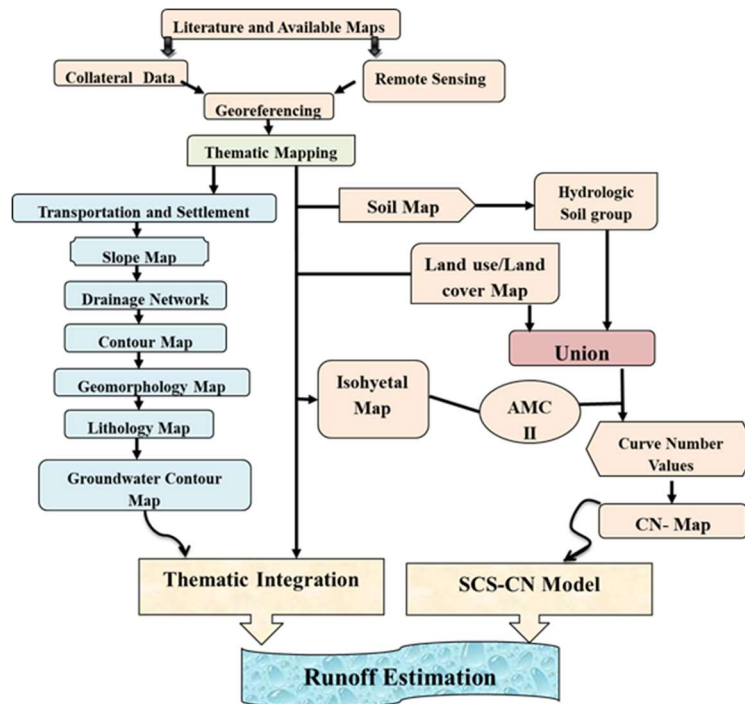 Literature and Available Maps
Collateral Data
Remote Sensing
Georeferencing
Thematic Mapping
Transportation and Settlement
Slope Map
Drainage Network
Contour Map
Geomorphology Map
Lithology Map
Groundwater Contour
Map
Soil Map
Hydrologic
Soil group
Land use/Land
cover Map
Union
Isohyetal
Map
AMC
II
Curve Number
Values
CN- Map
Thematic Integration
SCS-CN Model
Runoff Estimation